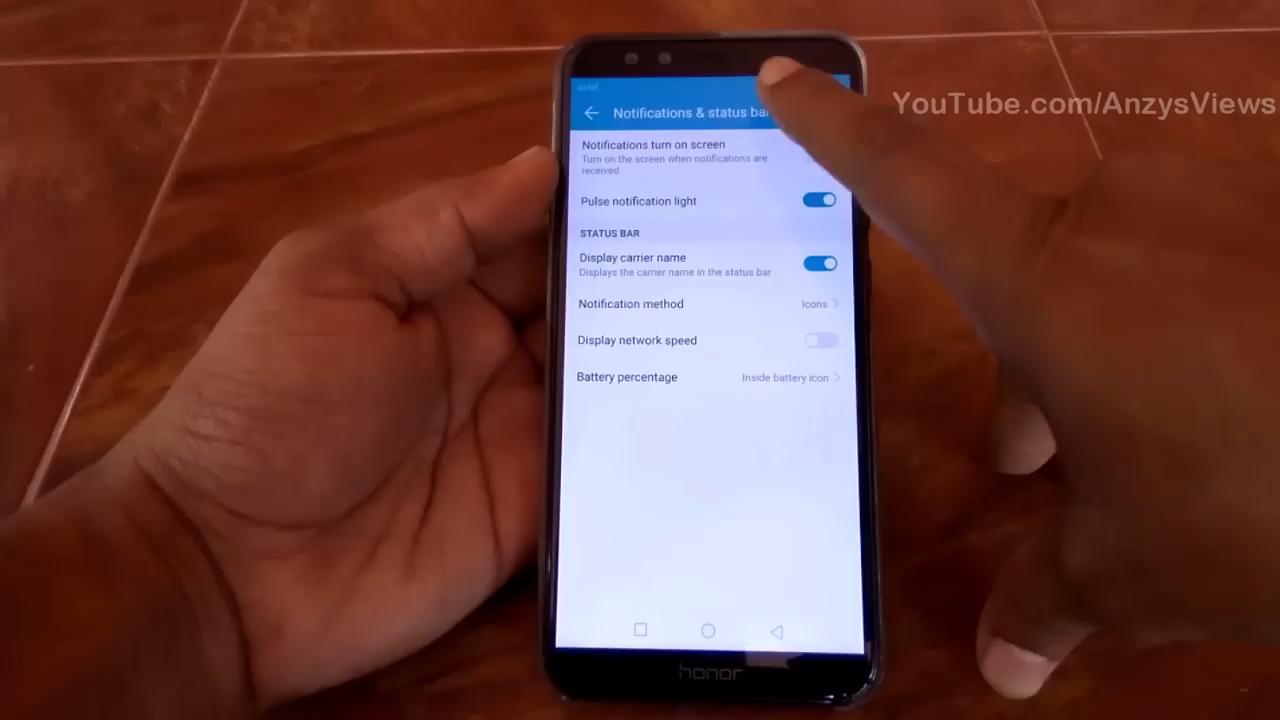 YouTube.com/AnzysViews
airtel
Notifications & status bar
Notifications turn on screen
Turn on the screen when notifications are
received
Pulse notification light
STATUS BAR
Display carrier name
Displays the carrier name in the status bar
Notification method Icons
Display network speed
Battery percentage Inside battery icon
honor